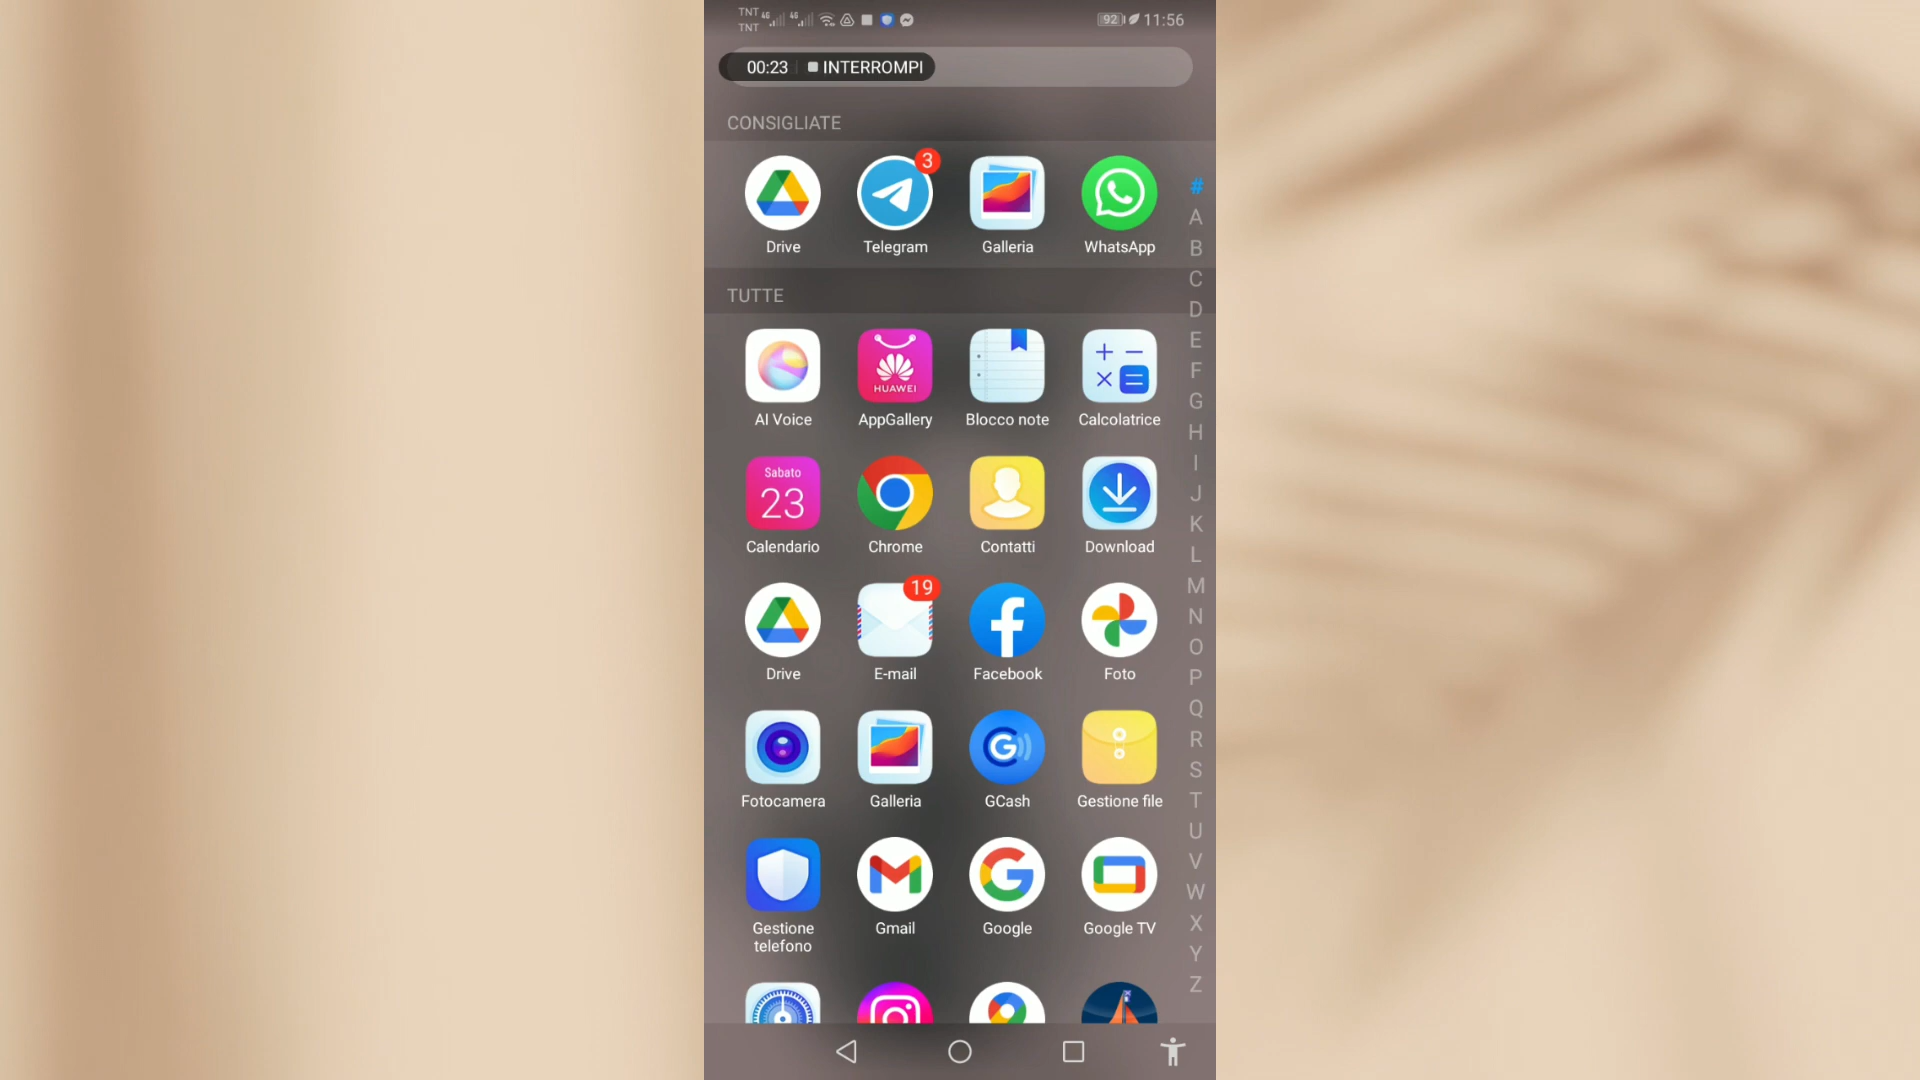 TNT 4G 4G 92 11:56
TNT
00:23 INTERROMPI
CONSIGLIATE
3
Drive Telegram Galleria WhatsApp
TUTTE
HUAWEI
AI Voice AppGallery Blocco note Calcolatrice
Sabato
23
Calendario Chrome Contatti Download
19
Drive E-mail Facebook Foto
Fotocamera Galleria GCash Gestione file
Gestione telefono Gmail Google Google TV
#
A
B
C
D
E
F
G
H
I
J
K
L
M
N
O
P
Q
R
S
T
U
V
W
X
Y
Z